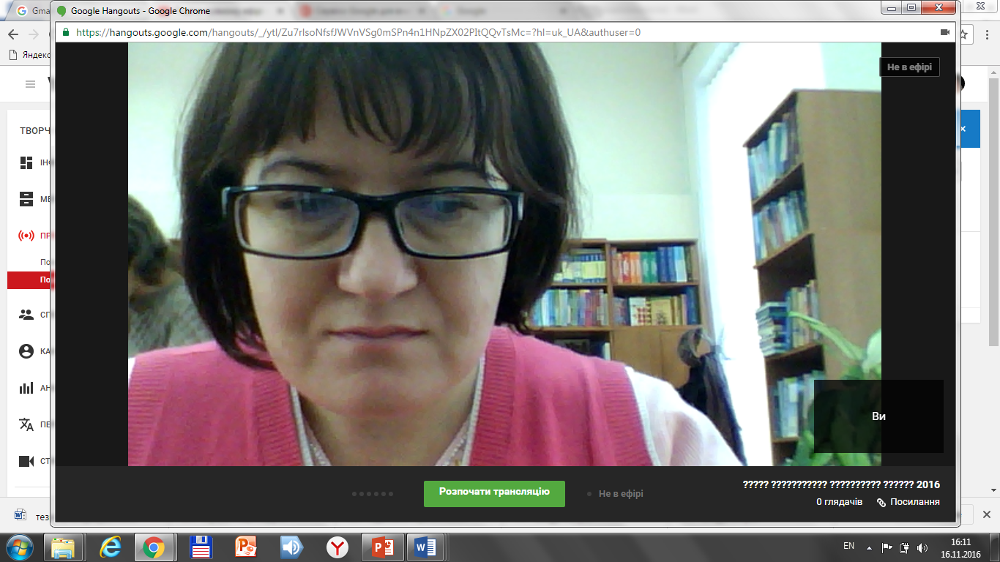 Gma
Google Hangouts - Google Chrome
https://hangouts.google.com/hangouts/_/ytl/Zu7rlsoNfsfJWVnVSg0mSPn4n1HNpZX02PItQQvTsMc=?hl=uk_UA&authuser=0
Яндекс
Не в ефірі
ТВОРЧ
ІН
МЕ
ПР
По
По
СП
КА
АН
ПЕ
СТ
Ви
Розпочати трансляцію
Не в ефірі
????? ??????????? ?????????? ?????? 2016
0 глядачів
Посилання
тез
EN
16:11
16.11.2016